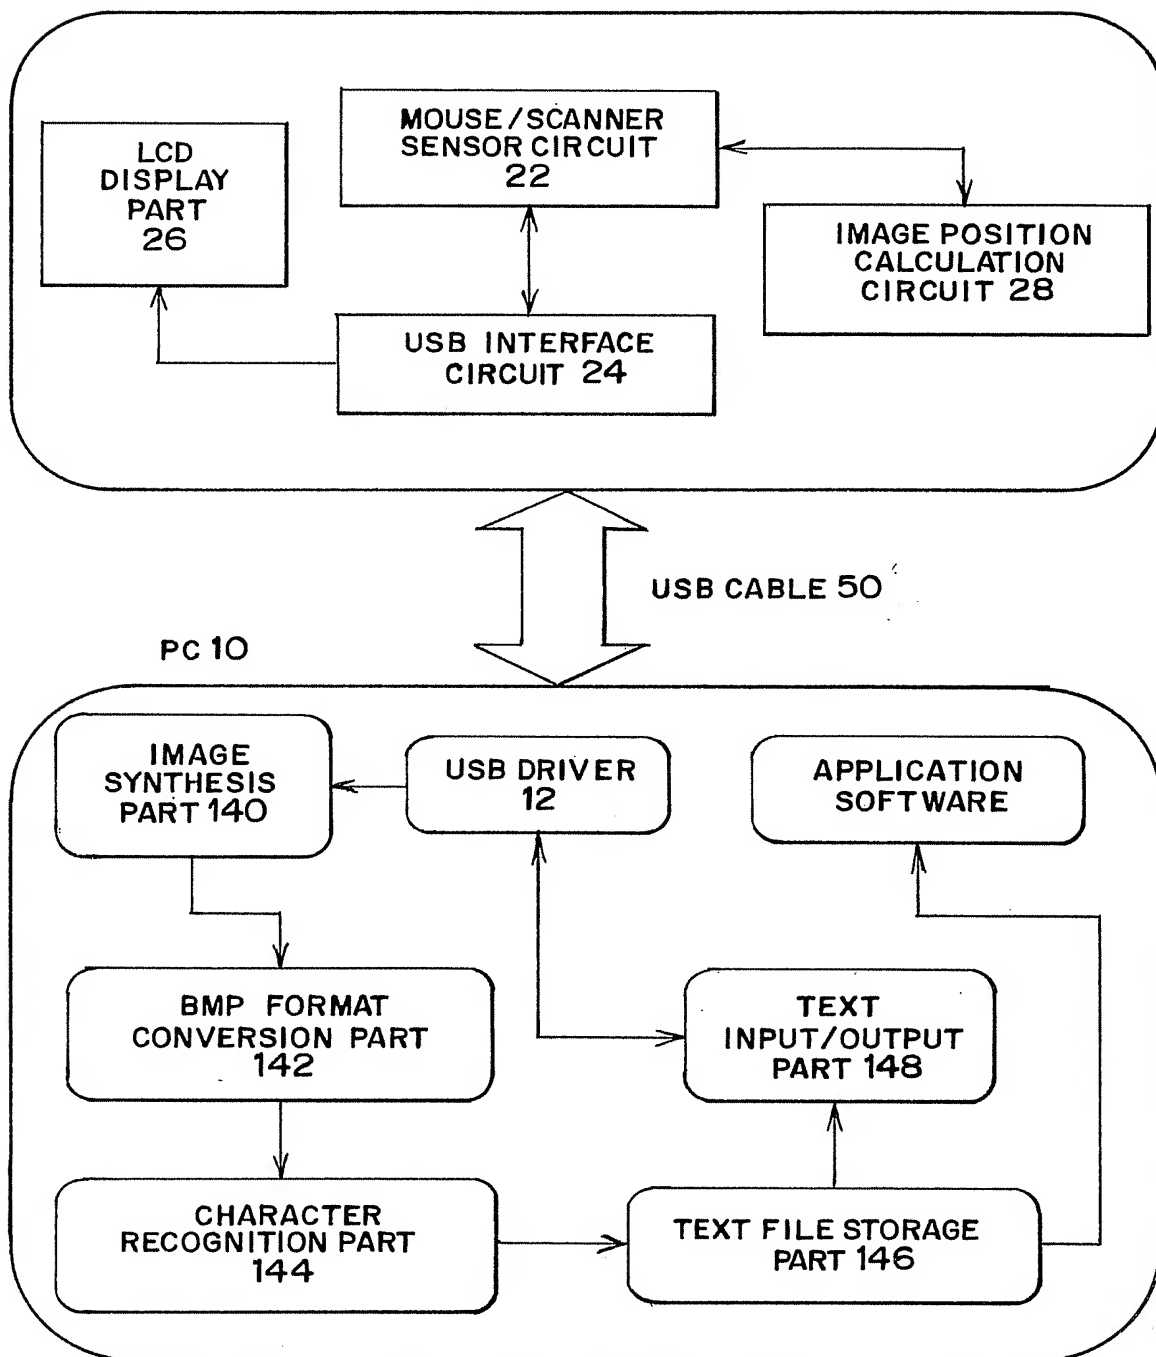 MOUSE/SCANNER
SENSOR CIRCUIT
22
LCD
DISPLAY
PART
26
IMAGE POSITION
CALCULATION
CIRCUIT 28
USB INTERFACE
CIRCUIT 24
USB CABLE 50
PC 10
IMAGE
SYNTHESIS
PART 140
USB DRIVER
12
APPLICATION
SOFTWARE
BMP FORMAT
CONVERSION PART
142
TEXT
INPUT/OUTPUT
PART 148
CHARACTER
RECOGNITION PART
144
TEXT FILE STORAGE
PART 146